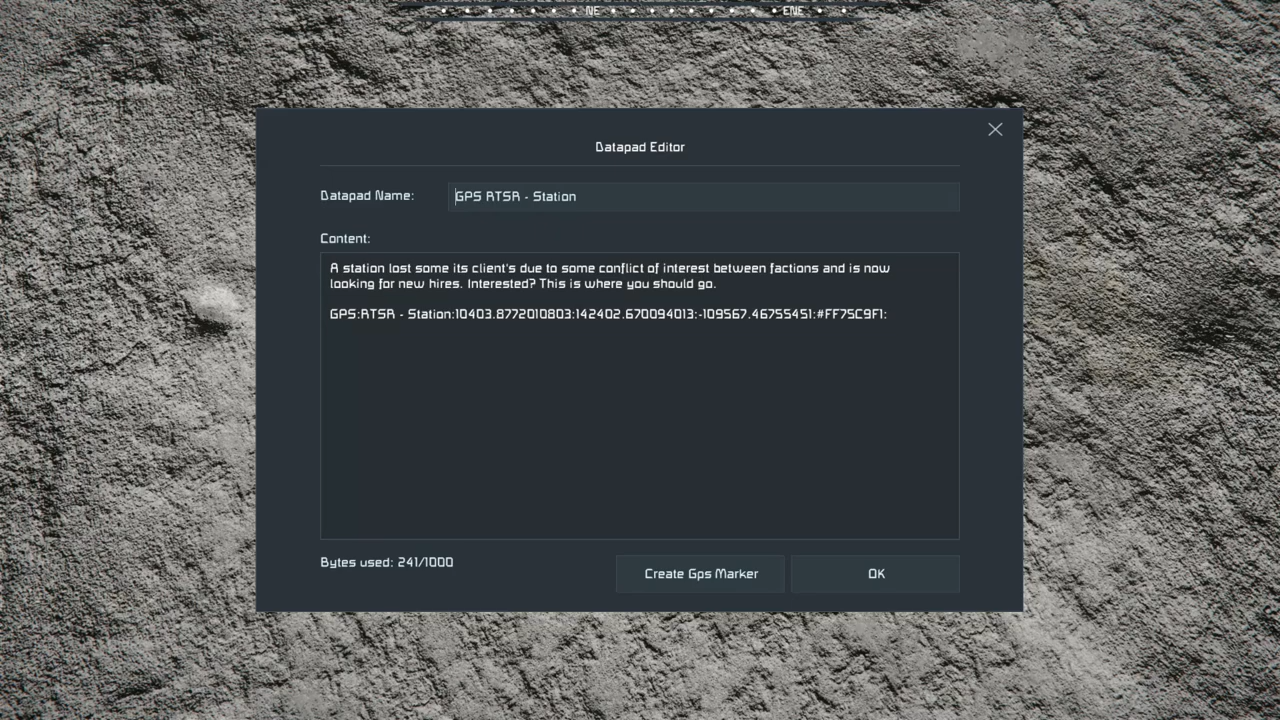 NE
ENE
Datapad Editor
Datapad Name:
GPS RTSR - Station
Content:
A station lost some its client's due to some conflict of interest between factions and is now
looking for new hires. Interested? This is where you should go.
GPS:RTSR - Station:10403.8772010803:142402.670094013:-109567.46755451:#FF75C9F1:
Bytes used: 241/1000
Create Gps Marker
OK